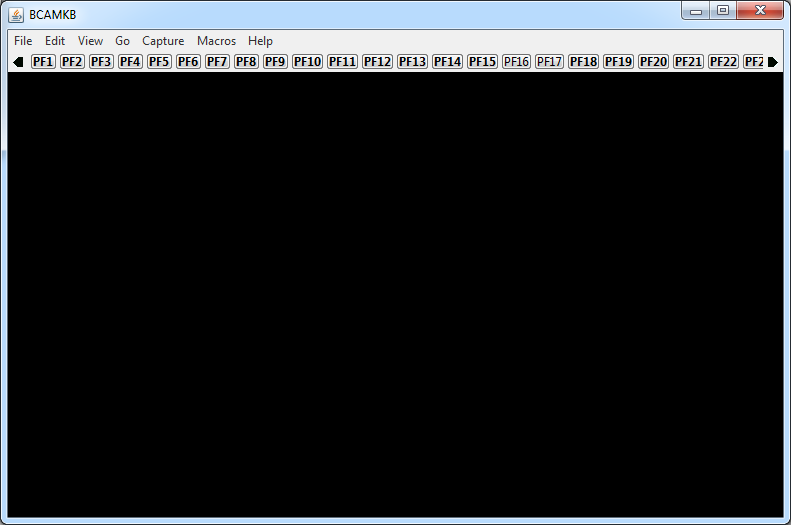 BCAMKB
File Edit View Go Capture Macros Help
PF1 PF2 PF3 PF4 PF5 PF6 PF7 PF8 PF9 PF10 PF11 PF12 PF13 PF14 PF15 PF16 PF17 PF18 PF19 PF20 PF21 PF22 PF2